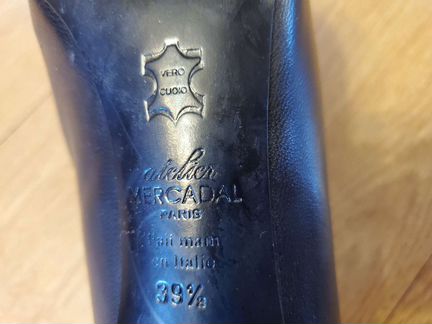 VERO
CUOIO
atelier
MERCADAL
PARIS
Fait main
en Italie
39½